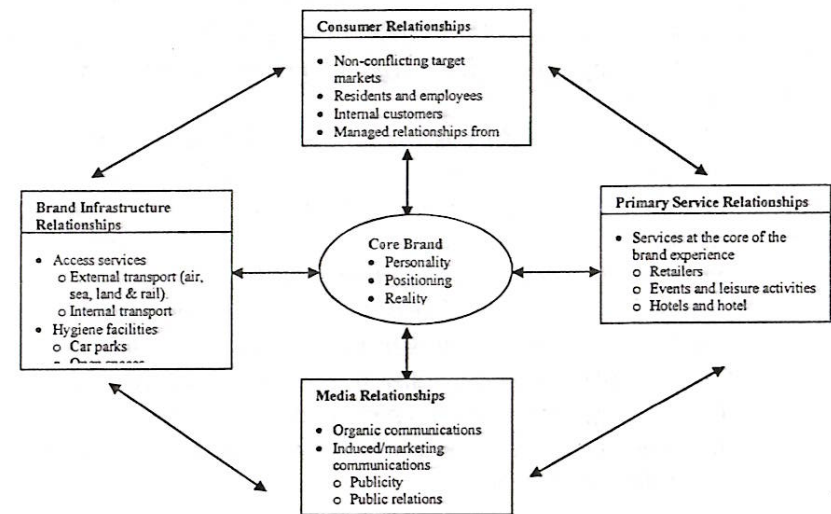 Consumer Relationships
• Non-conflicting target
markets
• Residents and employees
• Internal customers
• Managed relationships from
Brand Infrastructure
Relationships
• Access services
o External transport (air,
sea, land & rail).
o Internal transport
• Hygiene facilities
o Car parks
Core Brand
• Personality
• Positioning
• Reality
Primary Service Relationships
• Services at the core of the
brand experience
o Retailers
o Events and leisure activities
o Hotels and hotel
Media Relationships
• Organic communications
• Induced/marketing
communications
o Publicity
o Public relations